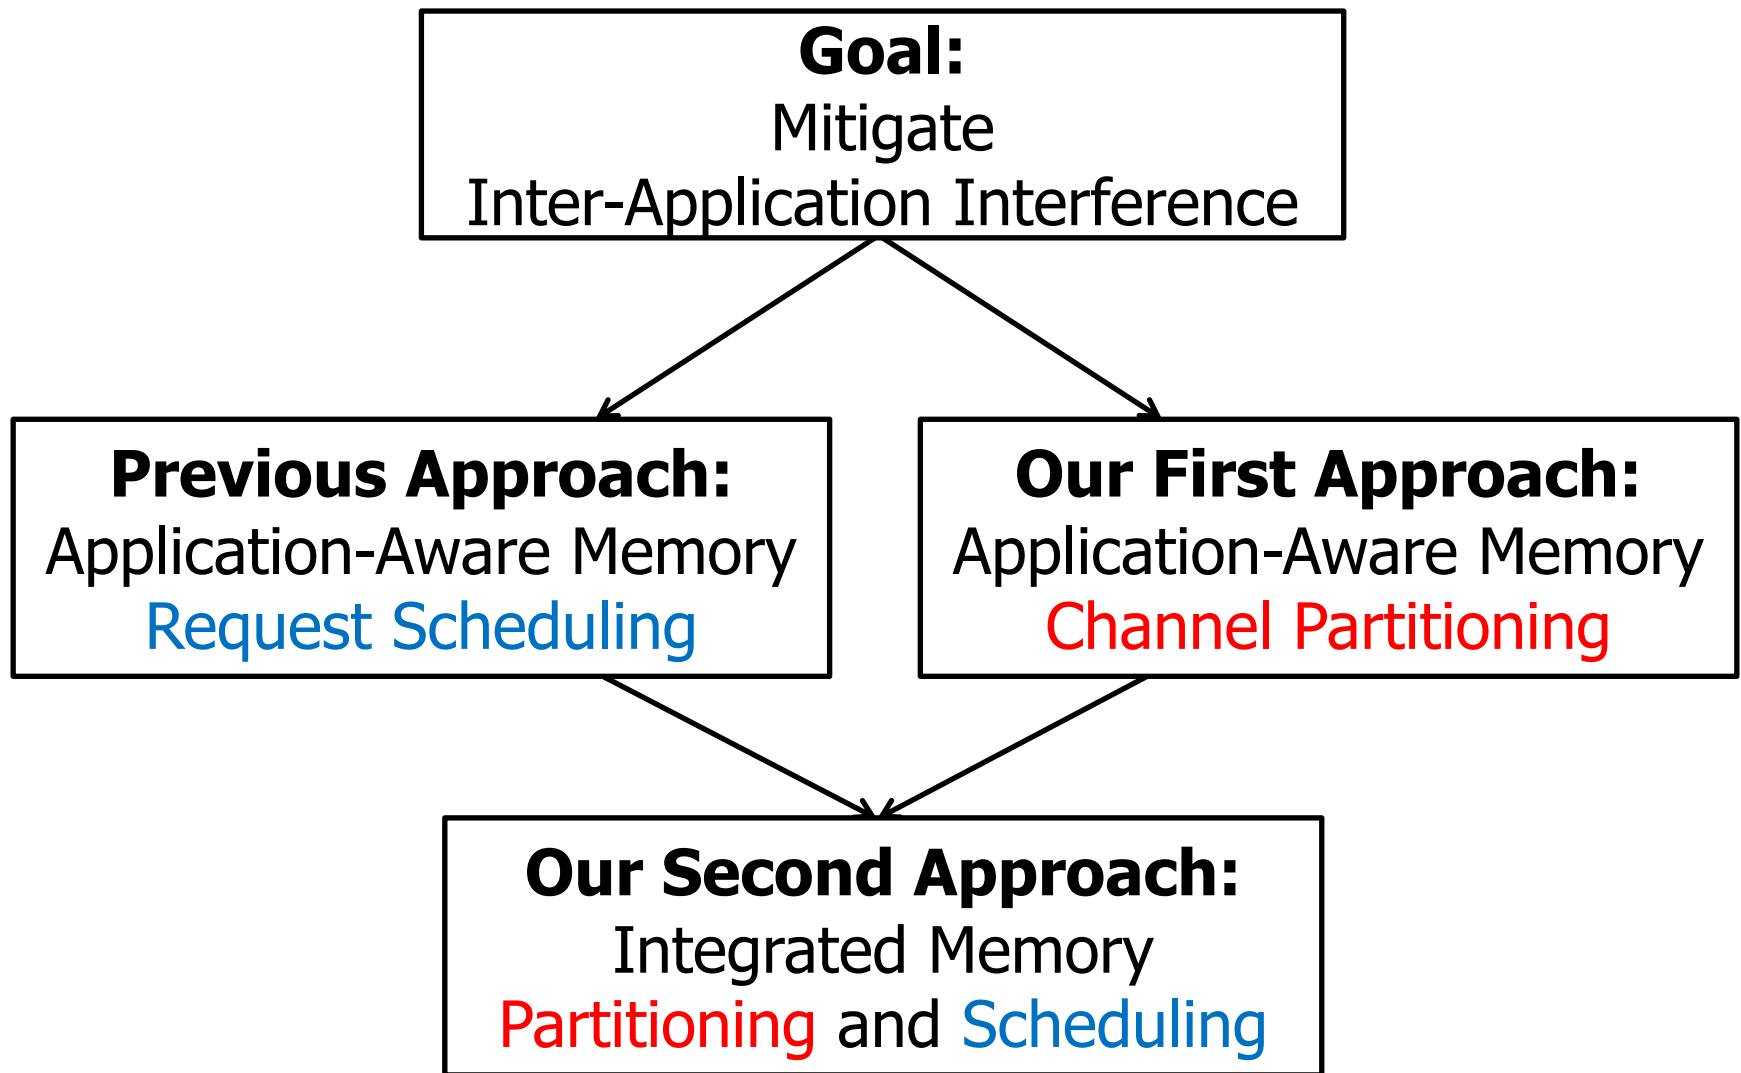 Goal:
Mitigate
Inter-Application Interference
Previous Approach:
Application-Aware Memory
Request Scheduling
Our First Approach:
Application-Aware Memory
Channel Partitioning
Our Second Approach:
Integrated Memory
Partitioning and Scheduling